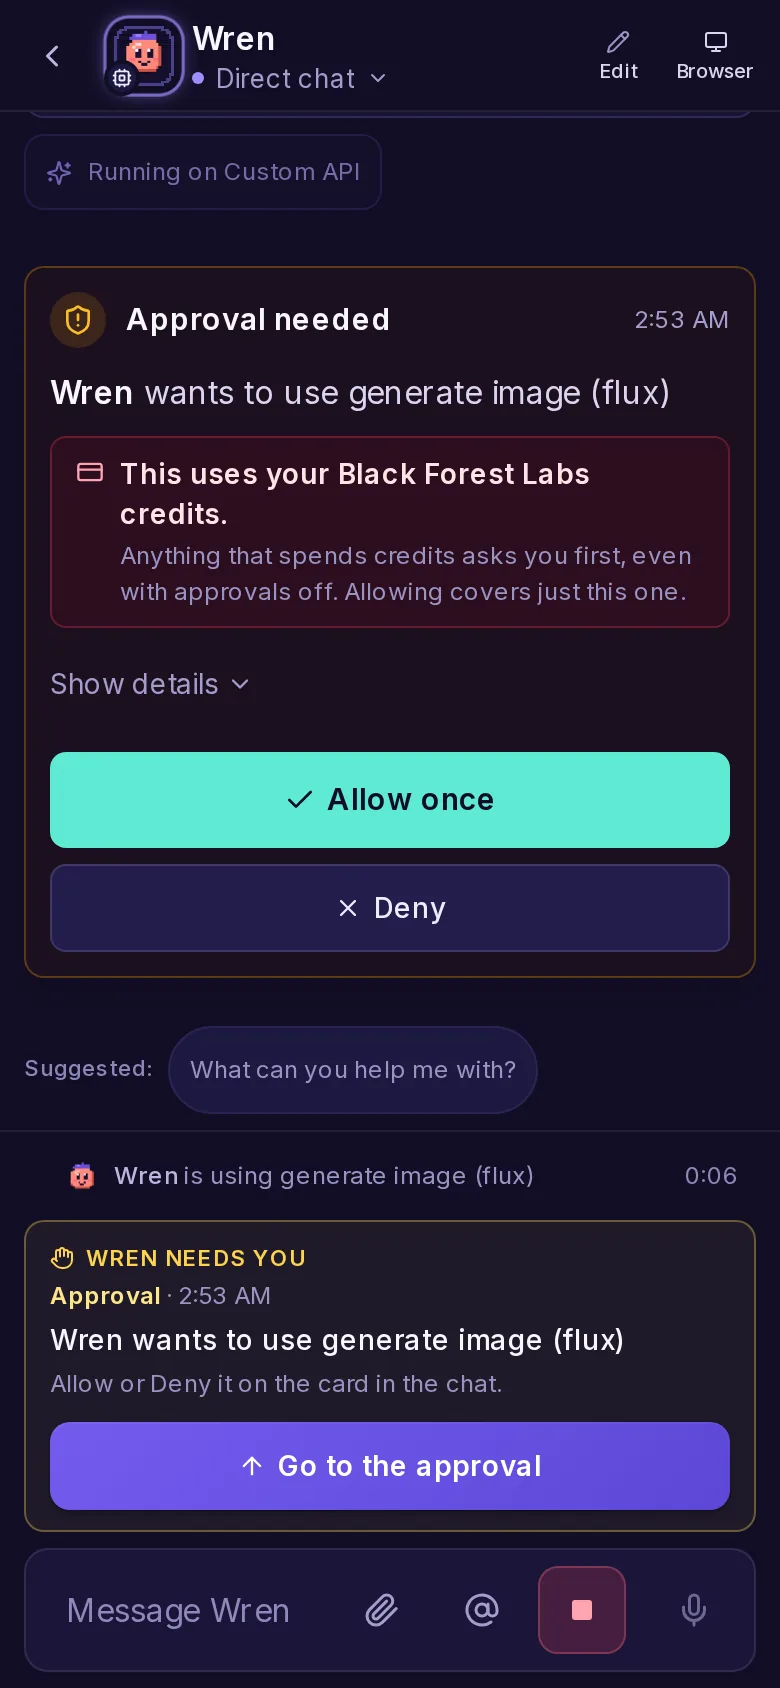 Wren
Direct chat
Edit
Browser
Running on Custom API
Approval needed
2:53 AM
Wren wants to use generate image (flux)
This uses your Black Forest Labs
credits.
Anything that spends credits asks you first, even
with approvals off. Allowing covers just this one.
Show details
Allow once
Deny
Suggested:
What can you help me with?
Wren is using generate image (flux)
0:06
WREN NEEDS YOU
Approval · 2:53 AM
Wren wants to use generate image (flux)
Allow or Deny it on the card in the chat.
Go to the approval
Message Wren